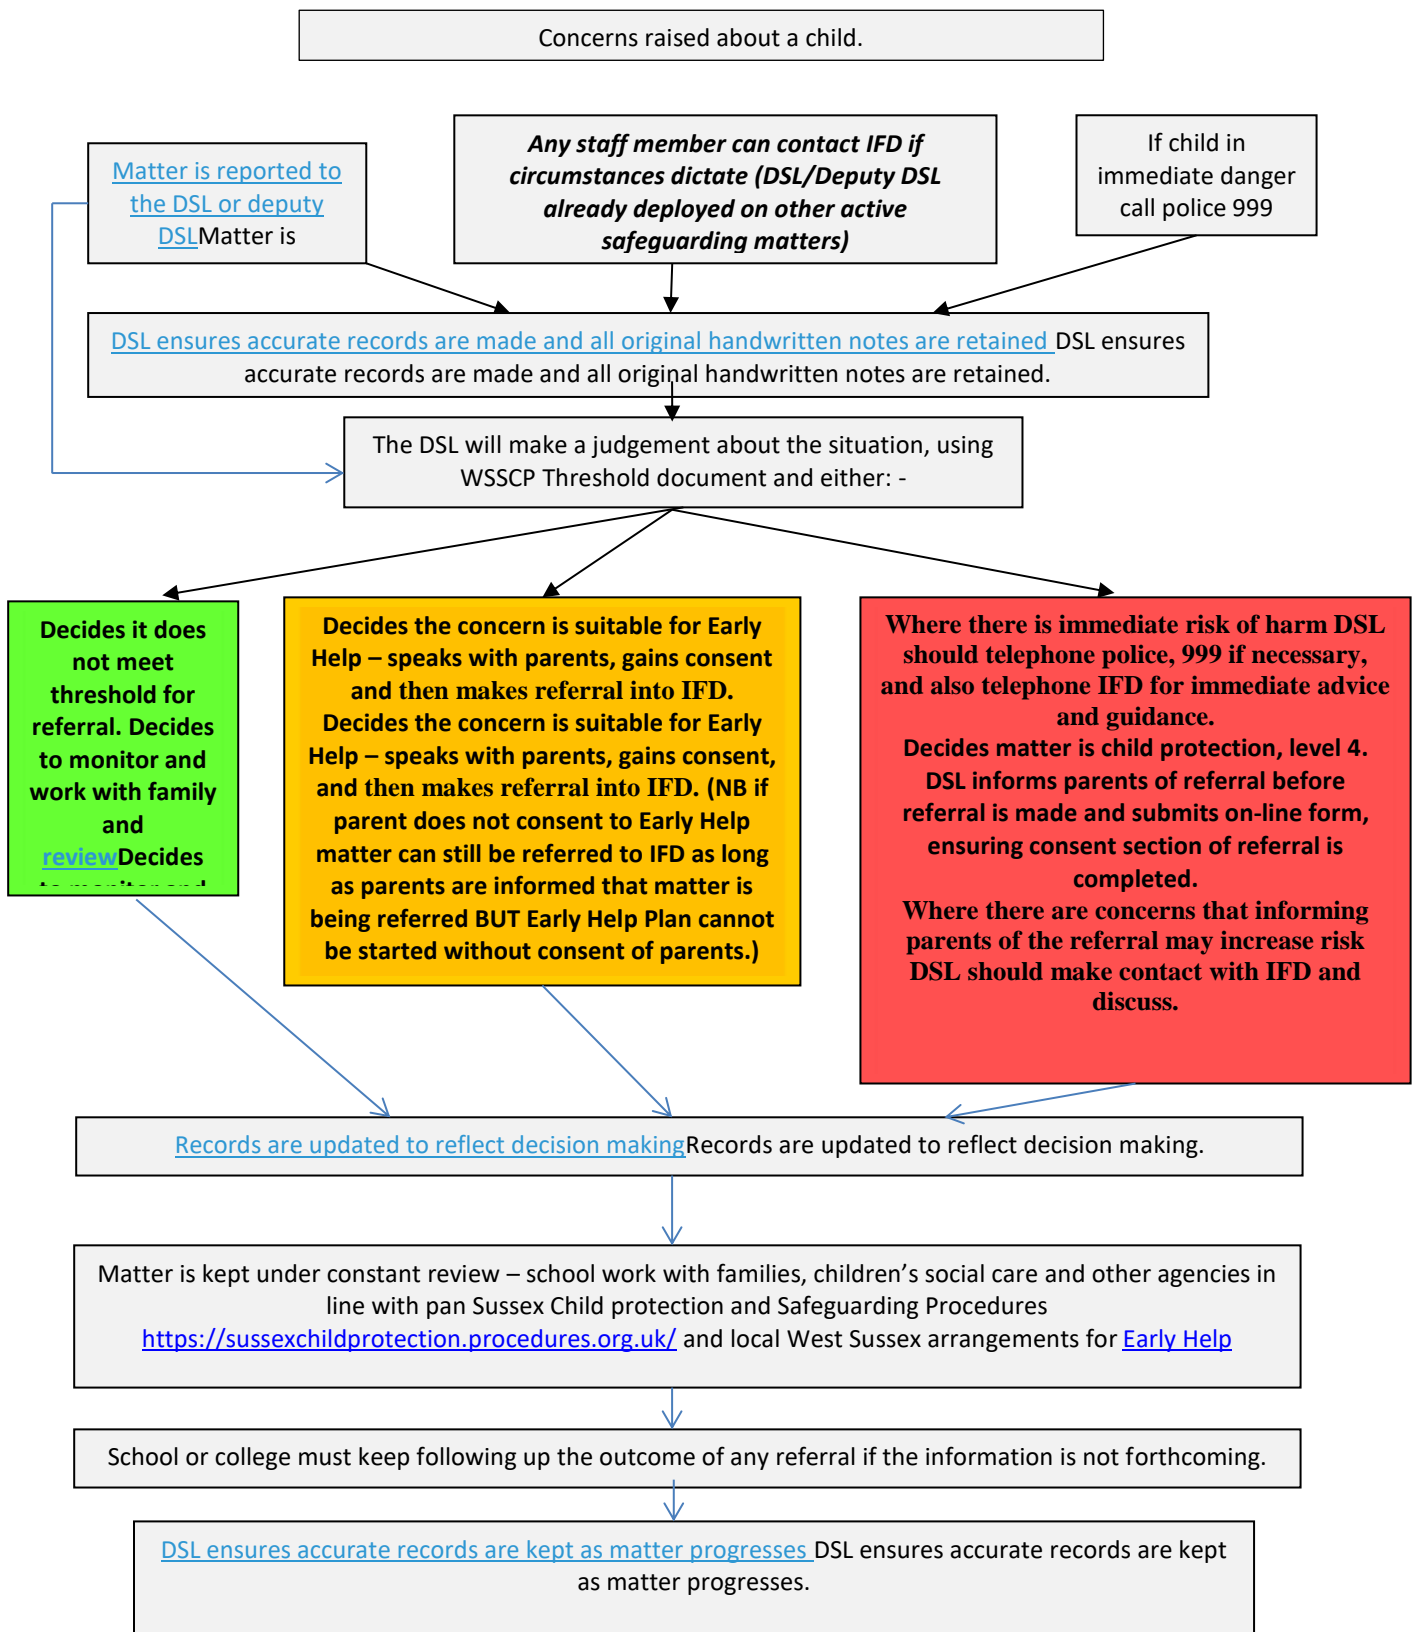 Concerns raised about a child.
Matter is reported to
the DSL or deputy
DSLMatter is
Any staff member can contact IFD if
circumstances dictate (DSL/Deputy DSL
already deployed on other active
safeguarding matters)
If child in
immediate danger
call police 999
DSL ensures accurate records are made and all original handwritten notes are retained DSL ensures
accurate records are made and all original handwritten notes are retained.
The DSL will make a judgement about the situation, using
WSSCP Threshold document and either: -
Decides it does
not meet
threshold for
referral. Decides
to monitor and
work with family
and
reviewDecides
to monitor and
Decides the concern is suitable for Early
Help – speaks with parents, gains consent
and then makes referral into IFD.
Decides the concern is suitable for Early
Help – speaks with parents, gains consent,
and then makes referral into IFD. (NB if
parent does not consent to Early Help
matter can still be referred to IFD as long
as parents are informed that matter is
being referred BUT Early Help Plan cannot
be started without consent of parents.)
Where there is immediate risk of harm DSL
should telephone police, 999 if necessary,
and also telephone IFD for immediate advice
and guidance.
Decides matter is child protection, level 4.
DSL informs parents of referral before
referral is made and submits on-line form,
ensuring consent section of referral is
completed.
Where there are concerns that informing
parents of the referral may increase risk
DSL should make contact with IFD and
discuss.
Records are updated to reflect decision makingRecords are updated to reflect decision making.
Matter is kept under constant review – school work with families, children’s social care and other agencies in
line with pan Sussex Child protection and Safeguarding Procedures
https://sussexchildprotection.procedures.org.uk/ and local West Sussex arrangements for Early Help
School or college must keep following up the outcome of any referral if the information is not forthcoming.
DSL ensures accurate records are kept as matter progresses DSL ensures accurate records are kept
as matter progresses.